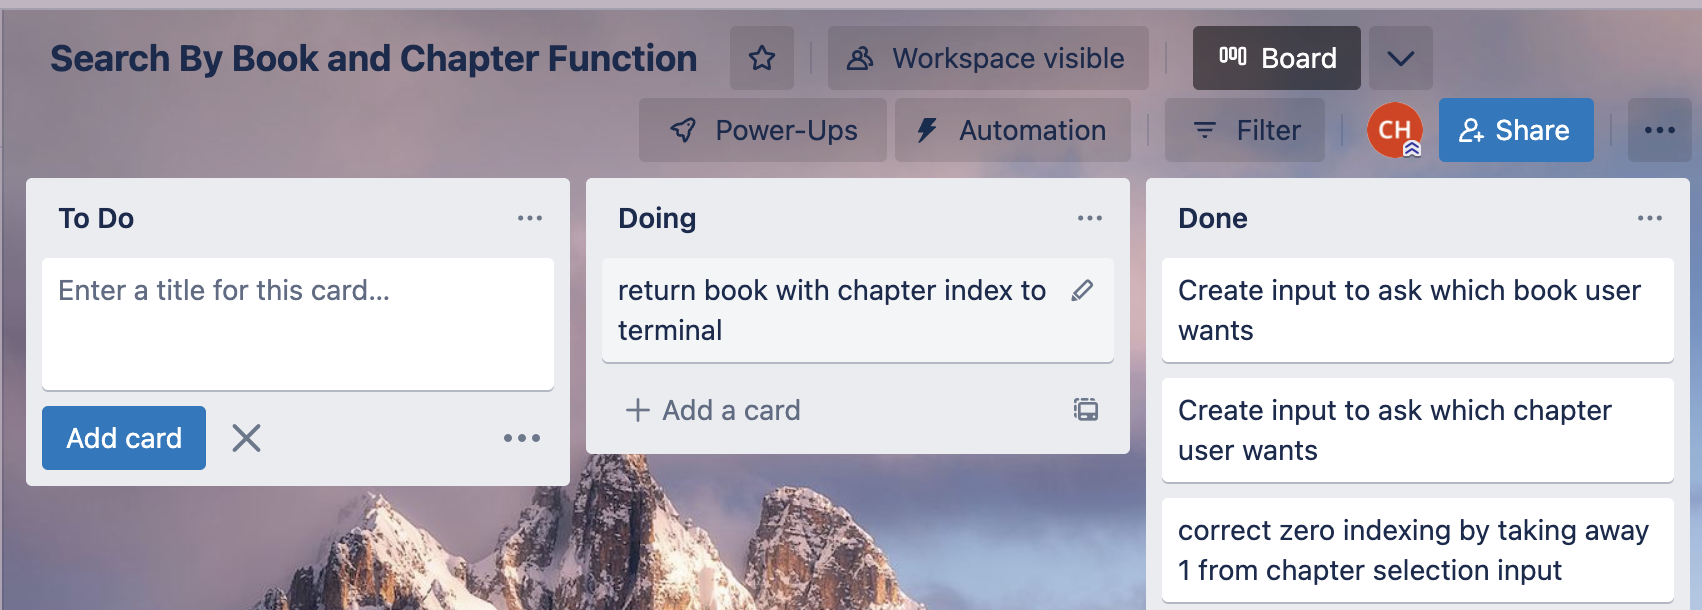 Search By Book and Chapter Function
Workspace visible
Board
Power-Ups
Automation
Filter
CH
Share
To Do
Enter a title for this card...
Add card
Doing
return book with chapter index to
terminal
Add a card
Done
Create input to ask which book user
wants
Create input to ask which chapter
user wants
correct zero indexing by taking away
1 from chapter selection input